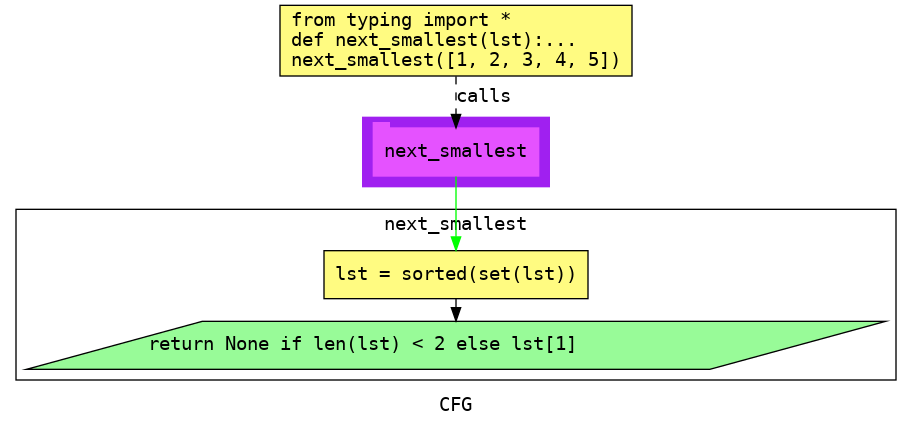 from typing import *
def next_smallest(lst):...
next_smallest([1, 2, 3, 4, 5])
calls
next_smallest
next_smallest
lst = sorted(set(lst))
return None if len(lst) < 2 else lst[1]
CFG